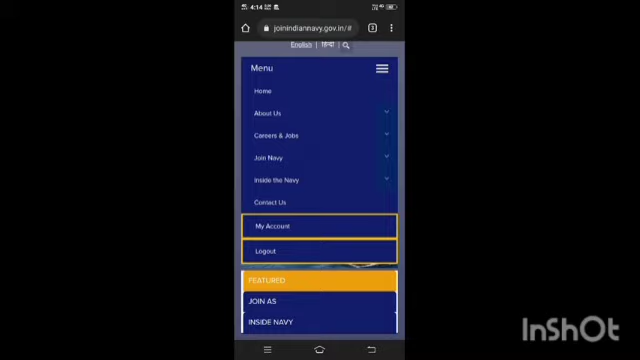 4:14
joinindiannavy.gov.in/#
3
English | हिन्दी |
Menu
Home
About Us
Careers & Jobs
Join Navy
Inside the Navy
Contact Us
My Account
Logout
FEATURED
JOIN AS
INSIDE NAVY
InShOt